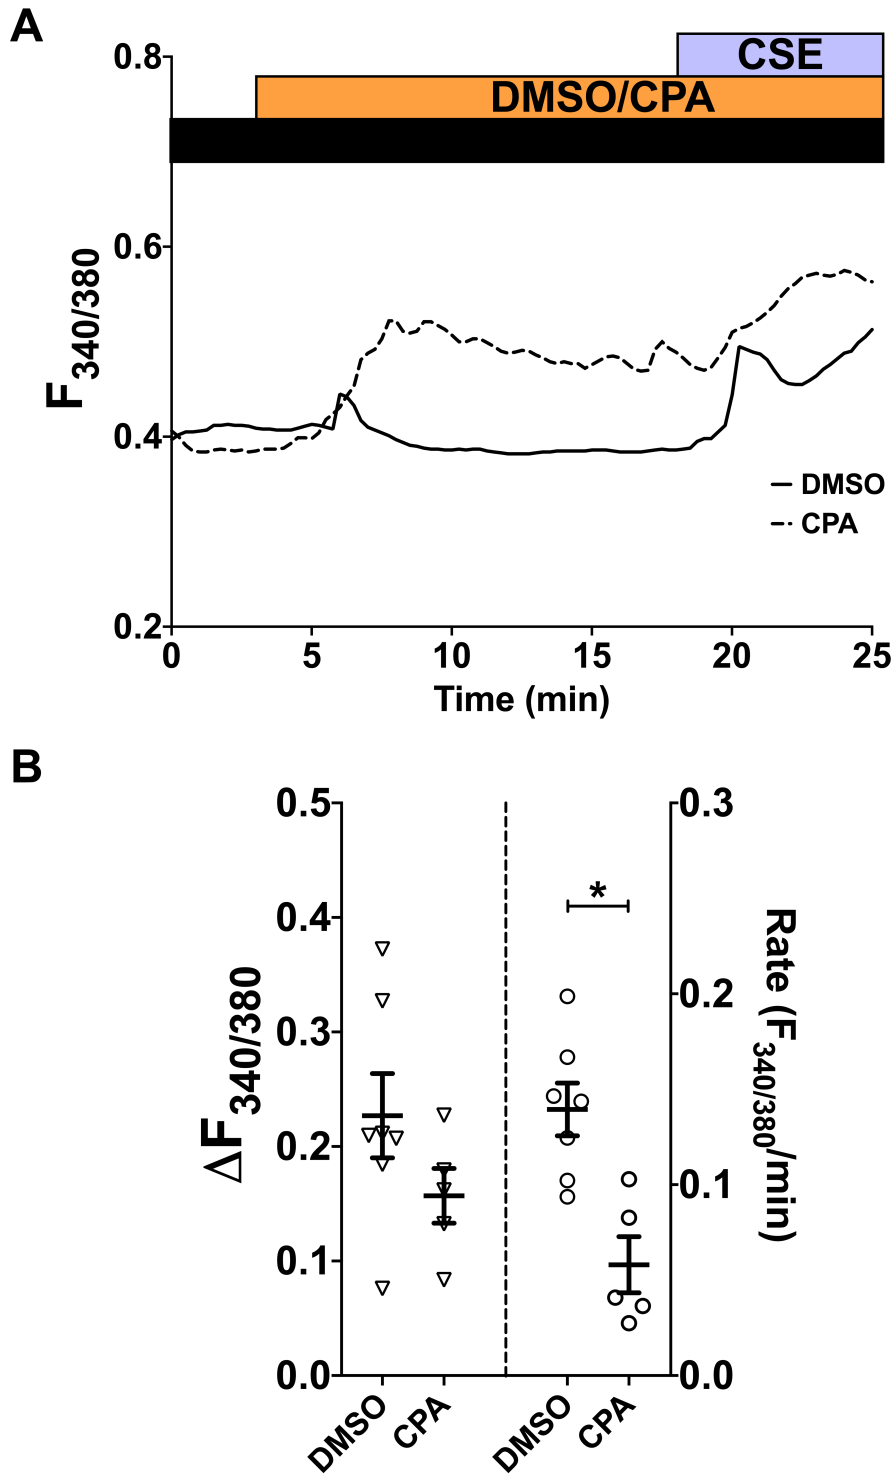 A
0.8
CSE
DMSO/CPA
0.6
F340/380
0.4
DMSO
CPA
0.2
0 5 10 15 20 25
Time (min)
B
0.5 0.3
*
0.4
0.3 0.2
ΔF340/380
Rate (F340/380/min)
0.2
0.1
0.1
0.0 0.0
DMSO CPA DMSO CPA